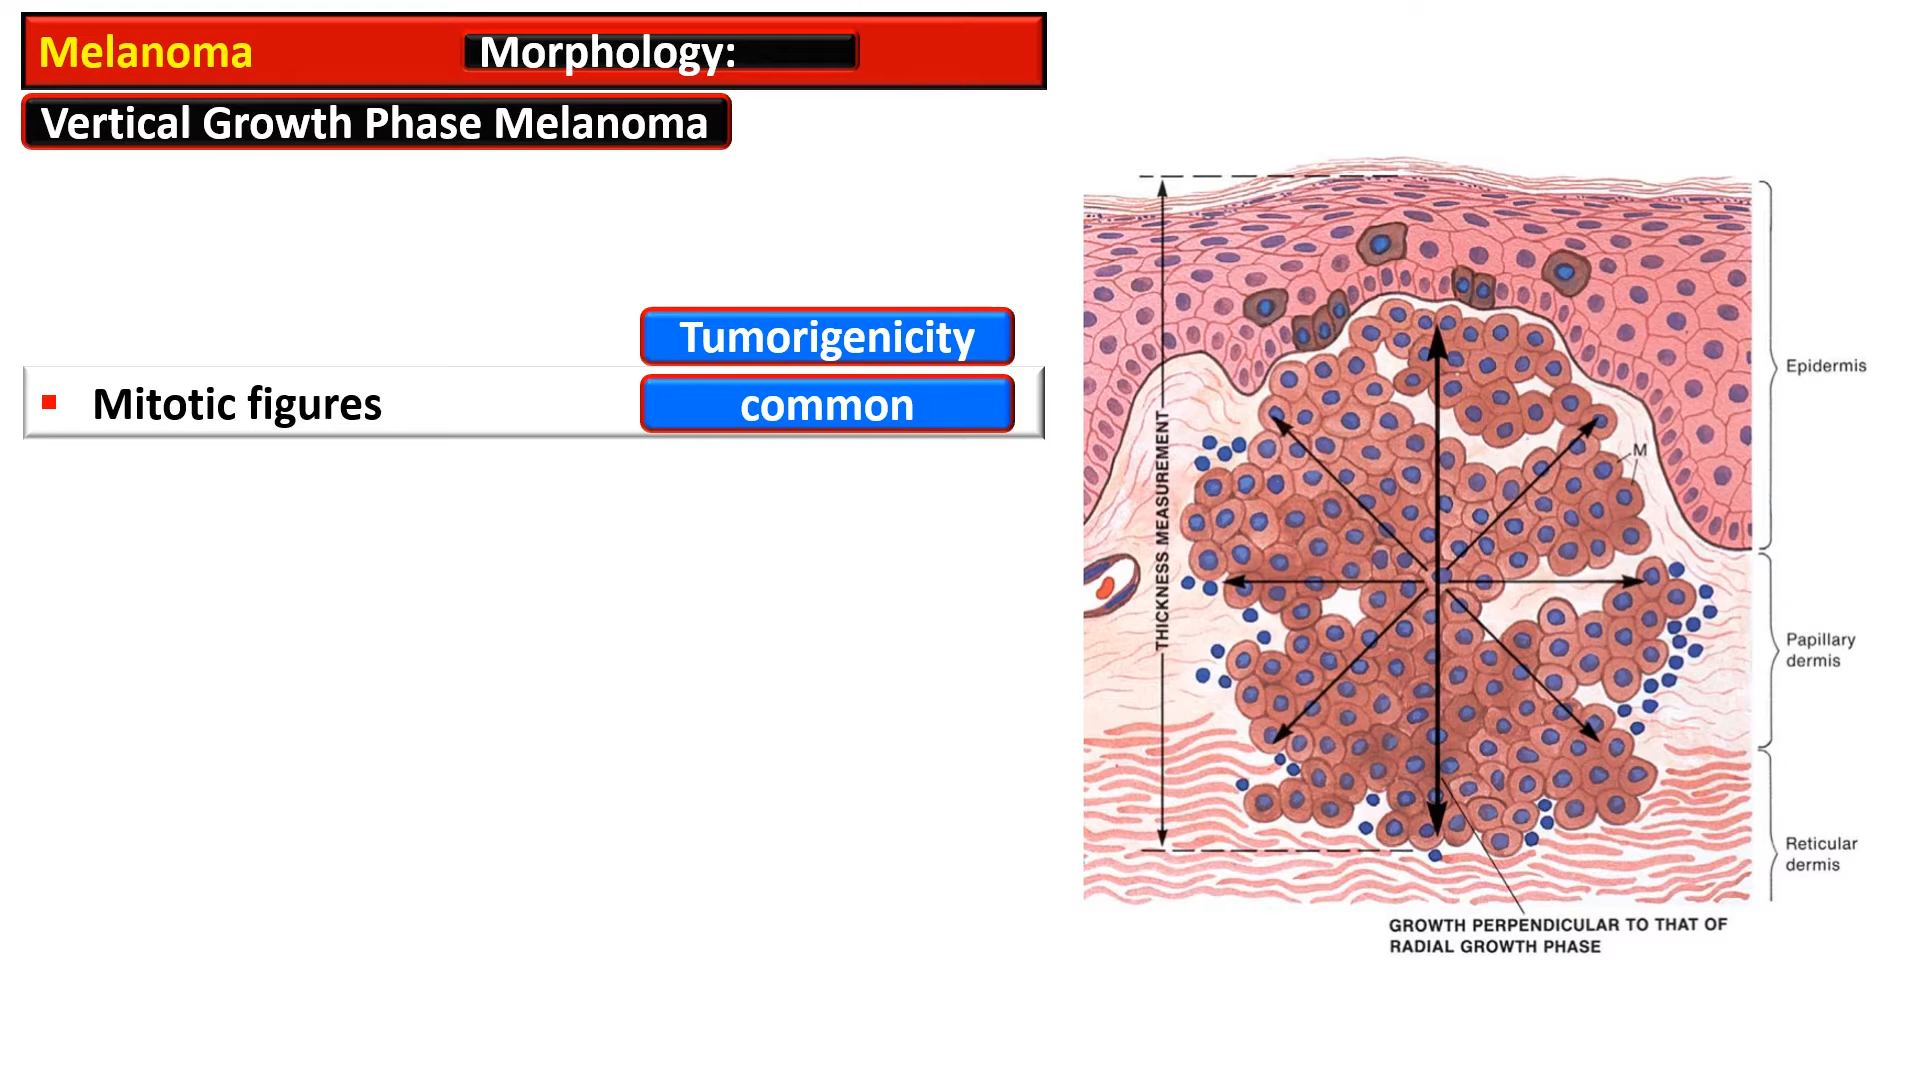 Melanoma Morphology:
Vertical Growth Phase Melanoma
Tumorigenicity
▪ Mitotic figures common
THICKNESS MEASUREMENT
M
Epidermis
Papillary
dermis
Reticular
dermis
GROWTH PERPENDICULAR TO THAT OF
RADIAL GROWTH PHASE